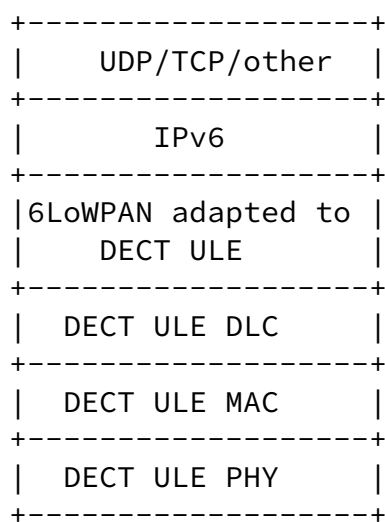 +-------------------+
|     UDP/TCP/other  |
+-------------------+
|       IPv6        |
+-------------------+
|6LoWPAN adapted to |
|     DECT ULE      |
+-------------------+
|  DECT ULE DLC     |
+-------------------+
|  DECT ULE MAC     |
+-------------------+
|  DECT ULE PHY     |
+-------------------+